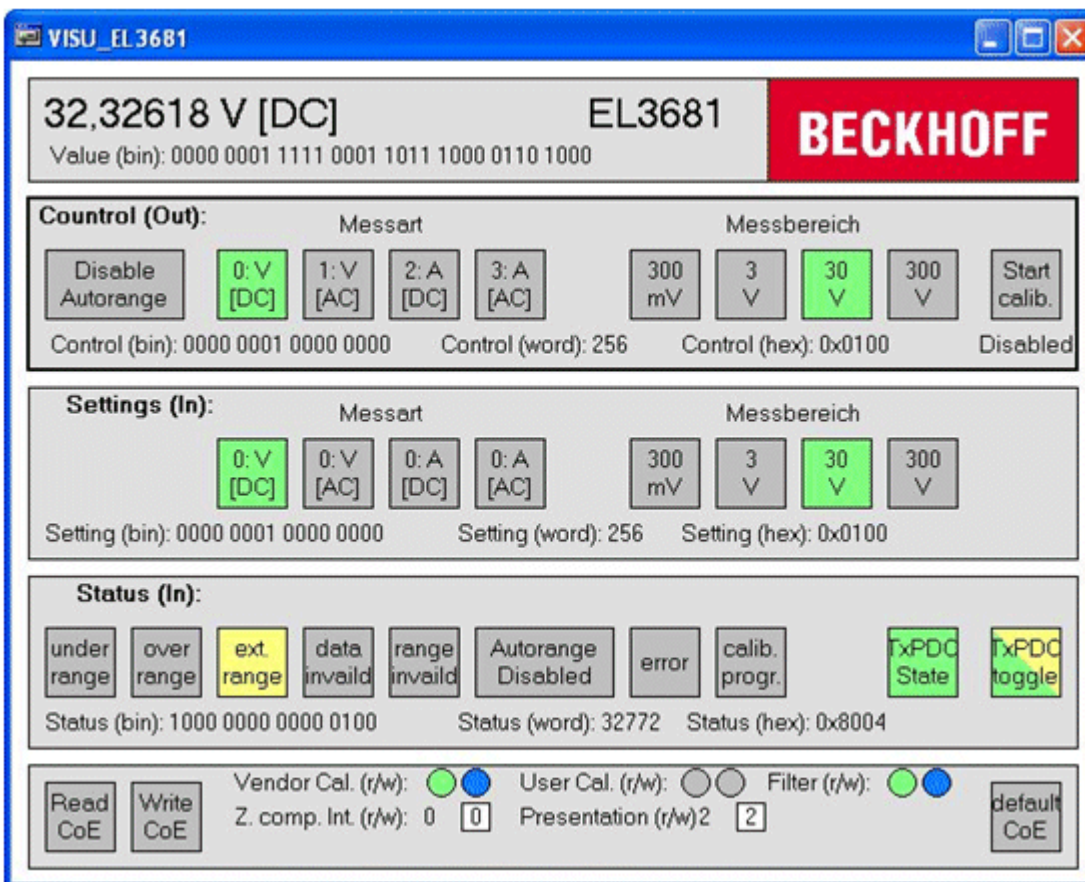 VISU_EL3681
32,32618 V [DC] EL3681 BECKHOFF
Value (bin): 0000 0001 1111 0001 1011 1000 0110 1000
Countrol (Out): Messart Messbereich
Disable Autorange
0: V [DC]
1: V [AC]
2: A [DC]
3: A [AC]
300 mV
3 V
30 V
300 V
Start calib.
Control (bin): 0000 0001 0000 0000 Control (word): 256 Control (hex): 0x0100 Disabled
Settings (In): Messart Messbereich
0: V [DC]
0: V [AC]
0: A [DC]
0: A [AC]
300 mV
3 V
30 V
300 V
Setting (bin): 0000 0001 0000 0000 Setting (word): 256 Setting (hex): 0x0100
Status (In):
under range
over range
ext. range
data invaild
range invaild
Autorange Disabled
error
calib. progr.
TxPDO State
TxPDO toggle
Status (bin): 1000 0000 0000 0100 Status (word): 32772 Status (hex): 0x8004
Read CoE
Write CoE
Vendor Cal. (r/w): User Cal. (r/w): Filter (r/w):
Z. comp. Int. (r/w): 0 0 Presentation (r/w)2 2
default CoE